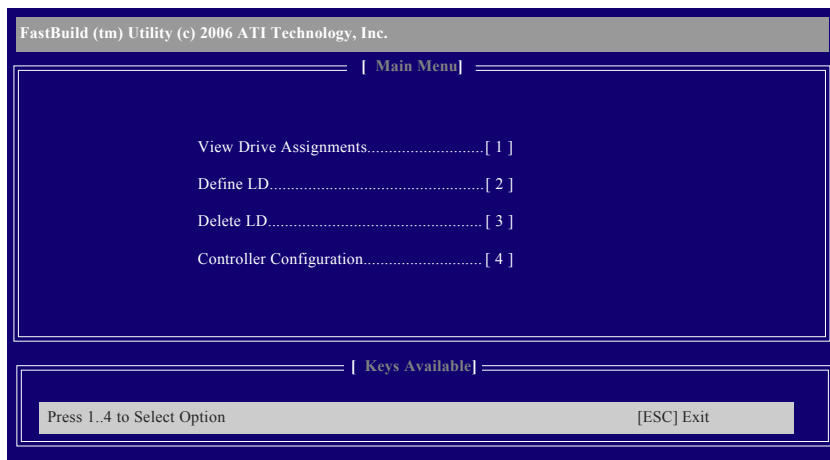 FastBuild (tm) Utility (c) 2006 ATI Technology, Inc.
[ Main Menu]
View Drive Assignments..........................[ 1 ]
Define LD................................................[ 2 ]
Delete LD................................................[ 3 ]
Controller Configuration...........................[ 4 ]
[ Keys Available]
Press 1..4 to Select Option [ESC] Exit